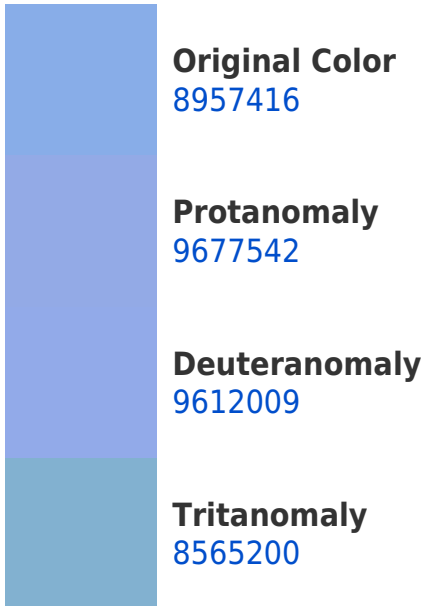 Original Color
8957416
Protanomaly
9677542
Deuteranomaly
9612009
Tritanomaly
8565200